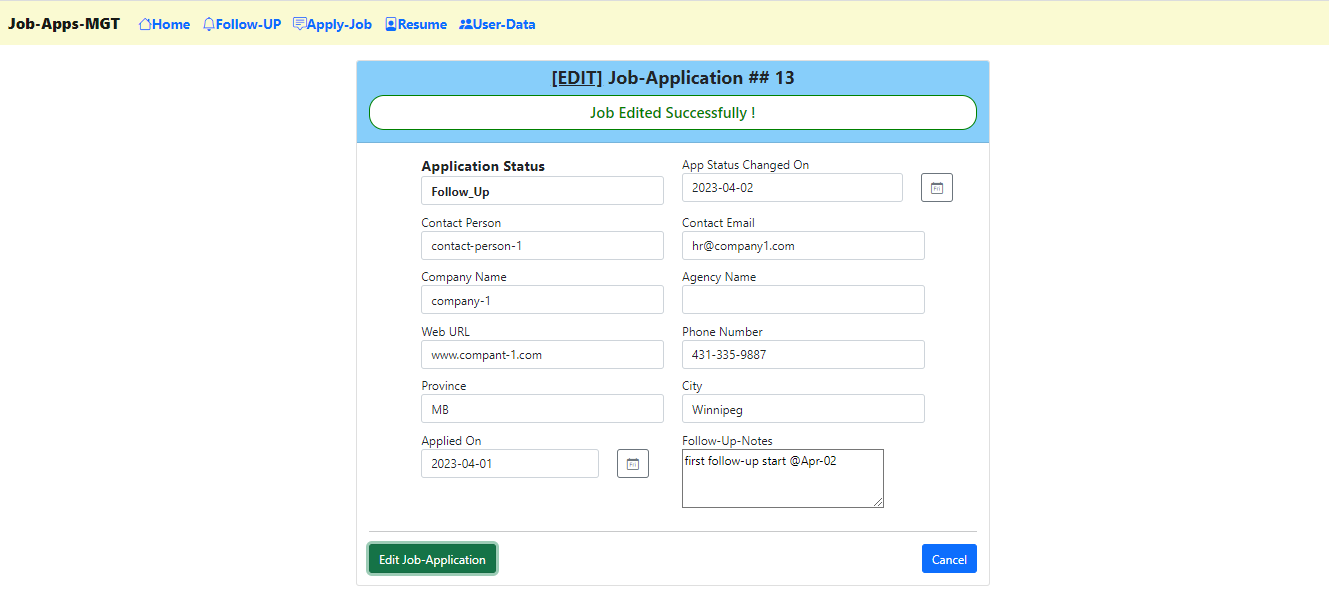 Job-Apps-MGT Home Follow-UP Apply-Job Resume User-Data
[EDIT] Job-Application ## 13
Job Edited Successfully !
Application Status App Status Changed On
Follow_Up 2023-04-02
Contact Person Contact Email
contact-person-1 hr@company1.com
Company Name Agency Name
company-1
Web URL Phone Number
www.compant-1.com 431-335-9887
Province City
MB Winnipeg
Applied On Follow-Up-Notes
2023-04-01 first follow-up start @Apr-02
Edit Job-Application Cancel